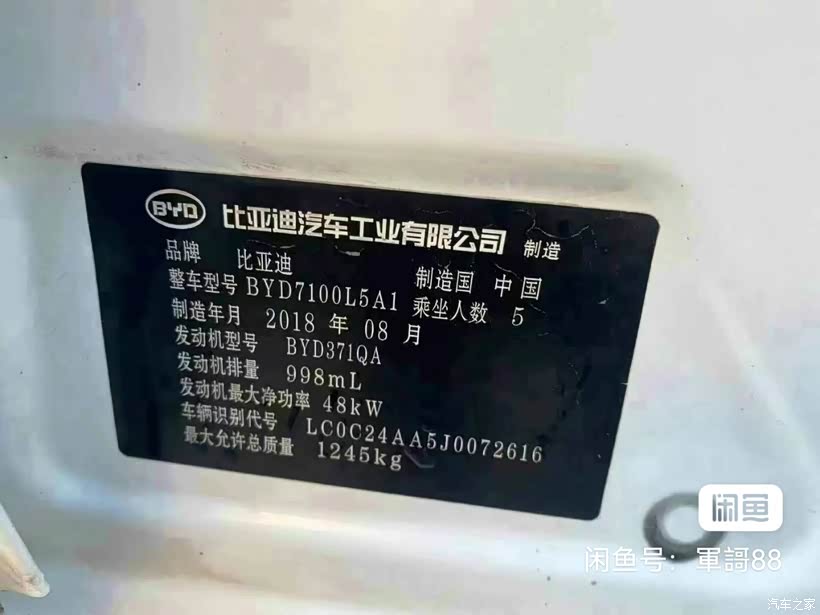 BYD 比亚迪汽车工业有限公司 制造
品牌 比亚迪 制造国 中国
整车型号 BYD7100L5A1 乘坐人数 5
制造年月 2018 年 08 月
发动机型号 BYD371QA
发动机排量 998mL
发动机最大净功率 48kW
车辆识别代号 LC0C24AA5J0072616
最大允许总质量 1245kg
闲鱼
闲鱼号：軍謌88
汽车之家